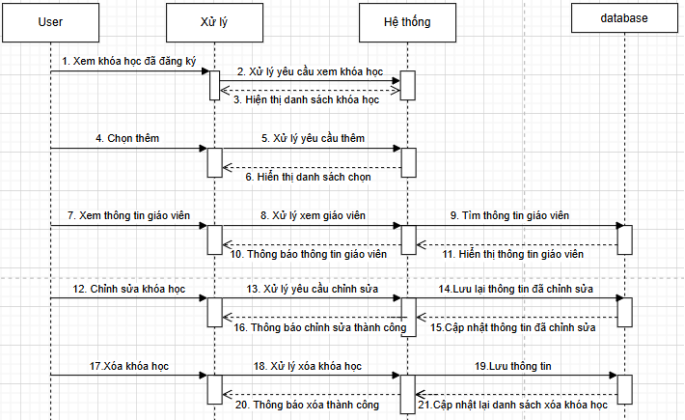 User
Xử lý
Hệ thống
database
1. Xem khóa học đã đăng ký
2. Xử lý yêu cầu xem khóa học
3. Hiện thị danh sách khóa học
4. Chọn thêm
5. Xử lý yêu cầu thêm
6. Hiển thị danh sách chọn
7. Xem thông tin giáo viên
8. Xử lý xem giáo viên
9. Tìm thông tin giáo viên
10. Thông báo thông tin giáo viên
11. Hiển thị thông tin giáo viên
12. Chỉnh sửa khóa học
13. Xử lý yêu cầu chỉnh sửa
14.Lưu lại thông tin đã chỉnh sửa
16. Thông báo chỉnh sửa thành công
15.Cập nhật thông tin đã chỉnh sửa
17.Xóa khóa học
18. Xử lý xóa khóa học
19.Lưu thông tin
20. Thông báo xóa thành công
21.Cập nhật lại danh sách xóa khóa học